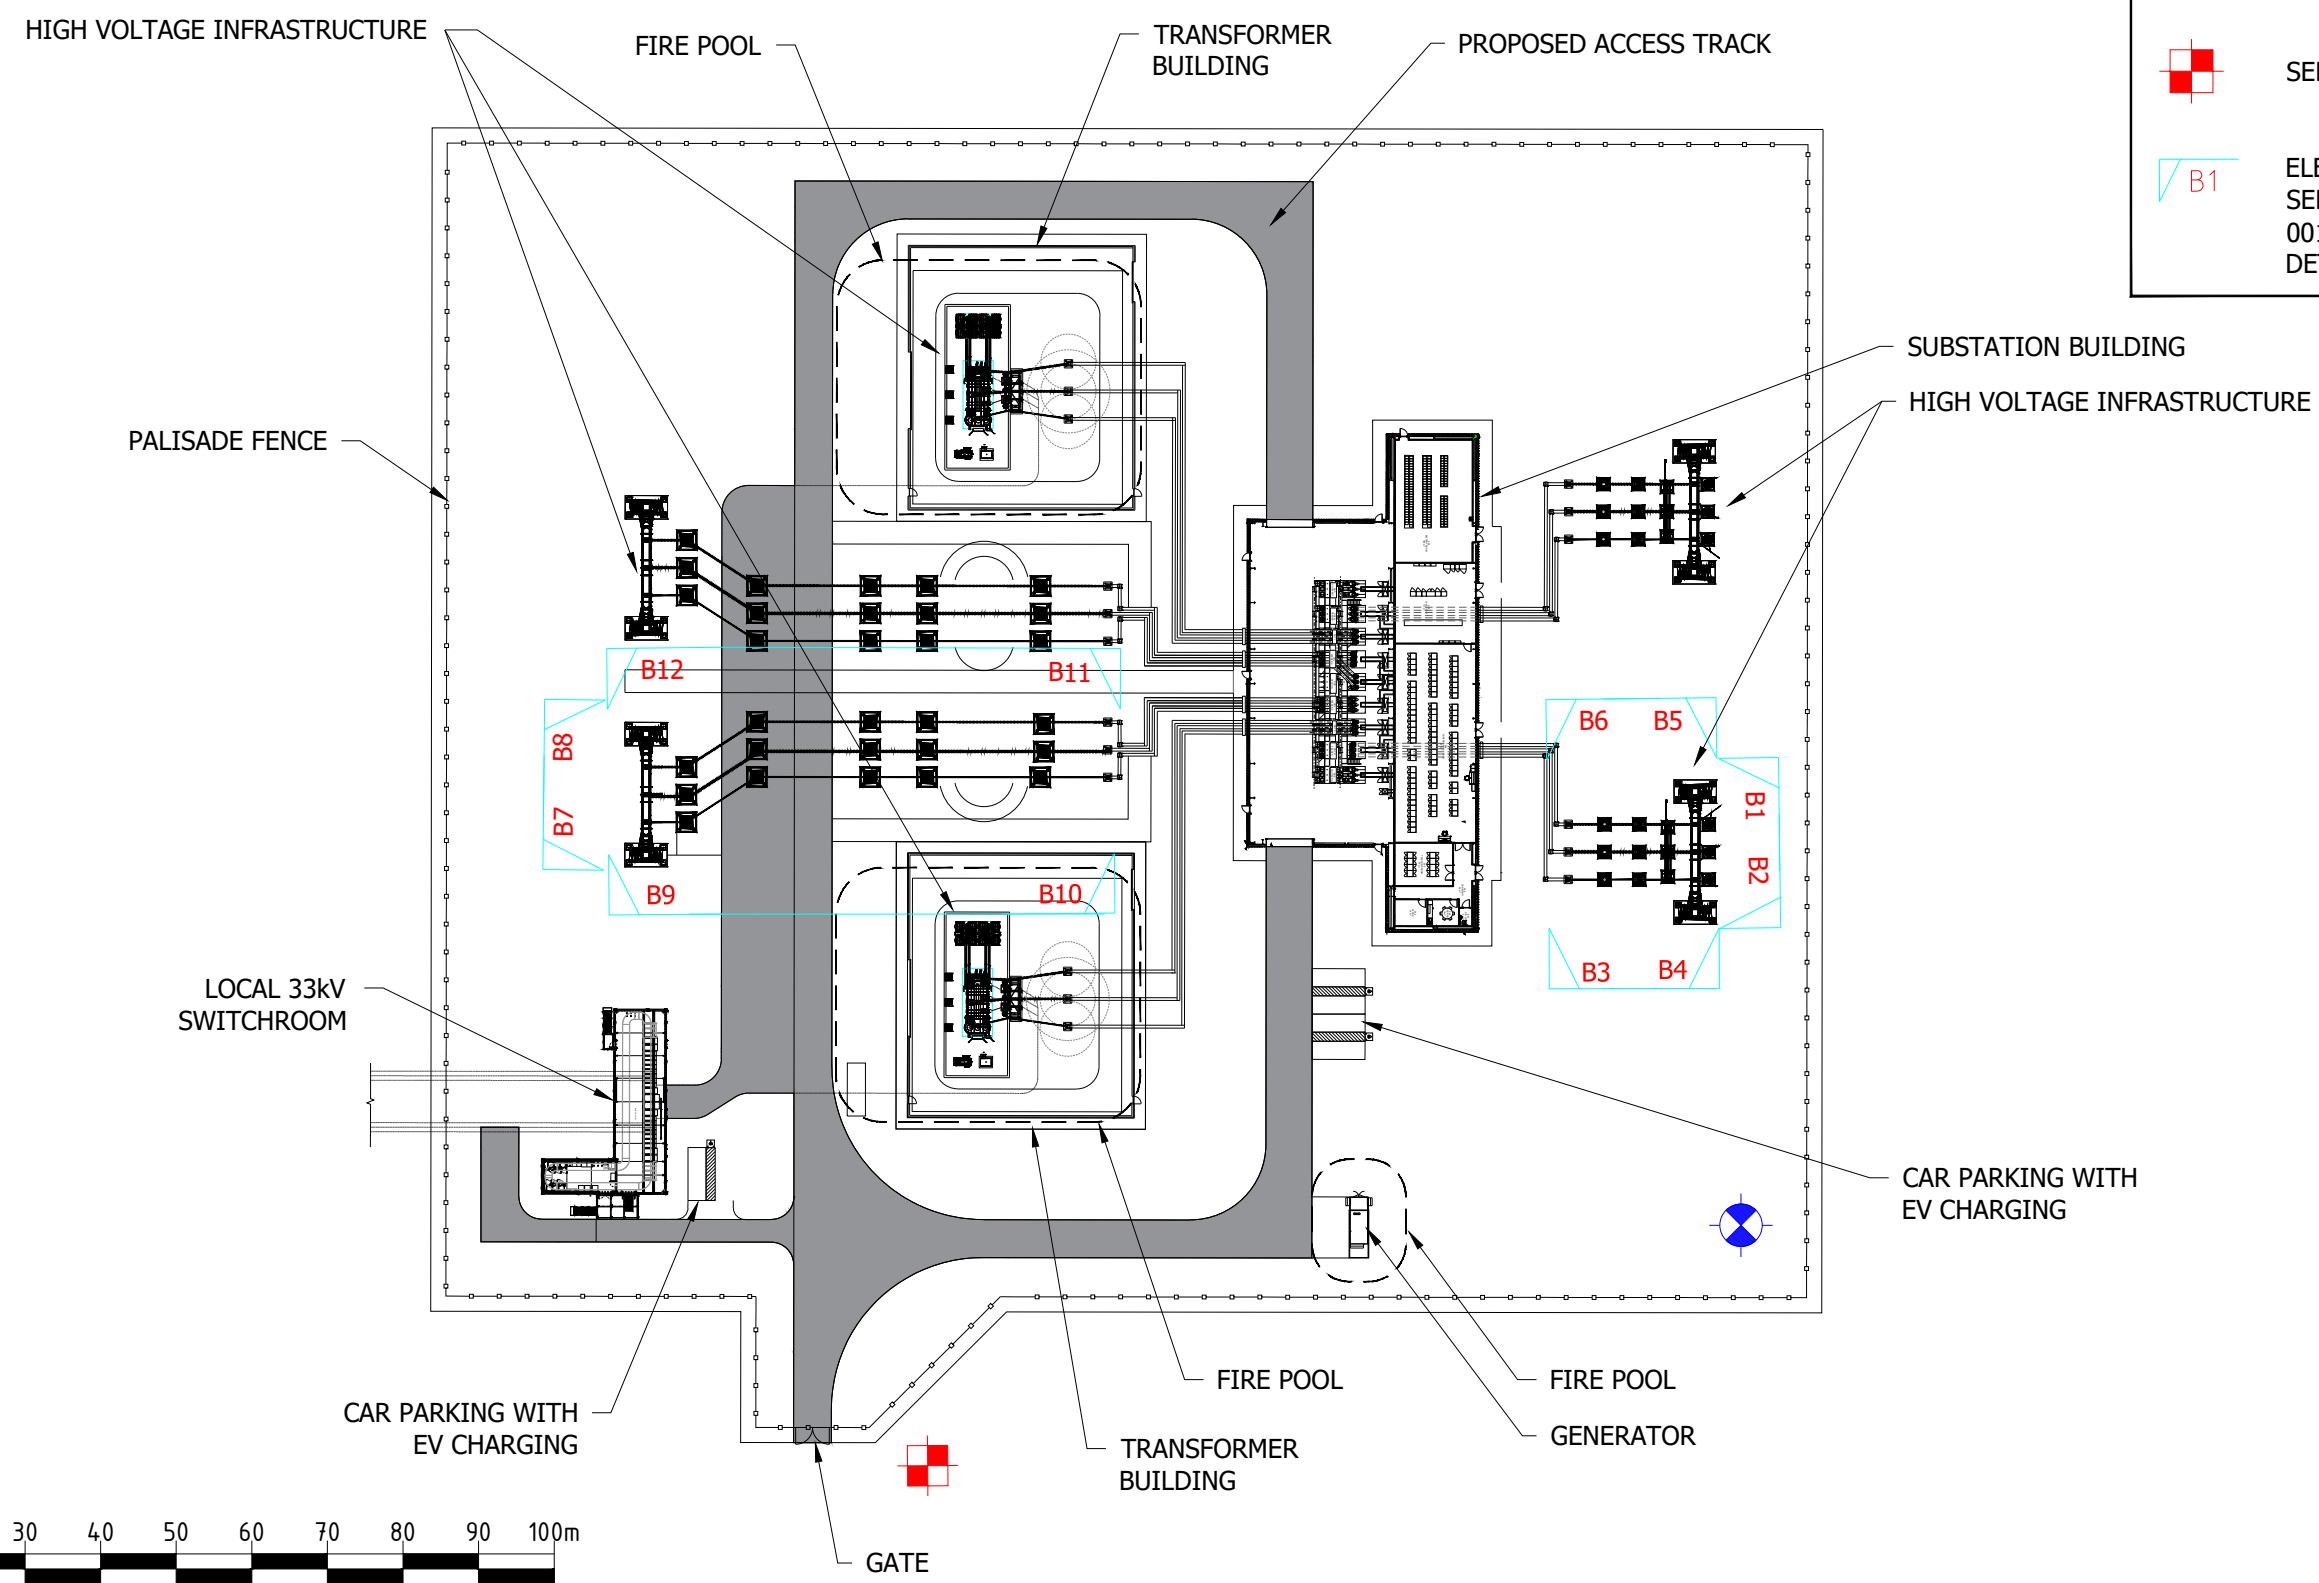 HIGH VOLTAGE INFRASTRUCTURE
FIRE POOL
TRANSFORMER
BUILDING
PROPOSED ACCESS TRACK
B1
SUBSTATION BUILDING
HIGH VOLTAGE INFRASTRUCTURE
PALISADE FENCE
B12
B11
B8
B7
B6
B5
B1
B2
B9
B10
B3
B4
LOCAL 33kV
SWITCHROOM
CAR PARKING WITH
EV CHARGING
FIRE POOL
FIRE POOL
CAR PARKING WITH
EV CHARGING
GENERATOR
TRANSFORMER
BUILDING
30 40 50 60 70 80 90 100m
GATE